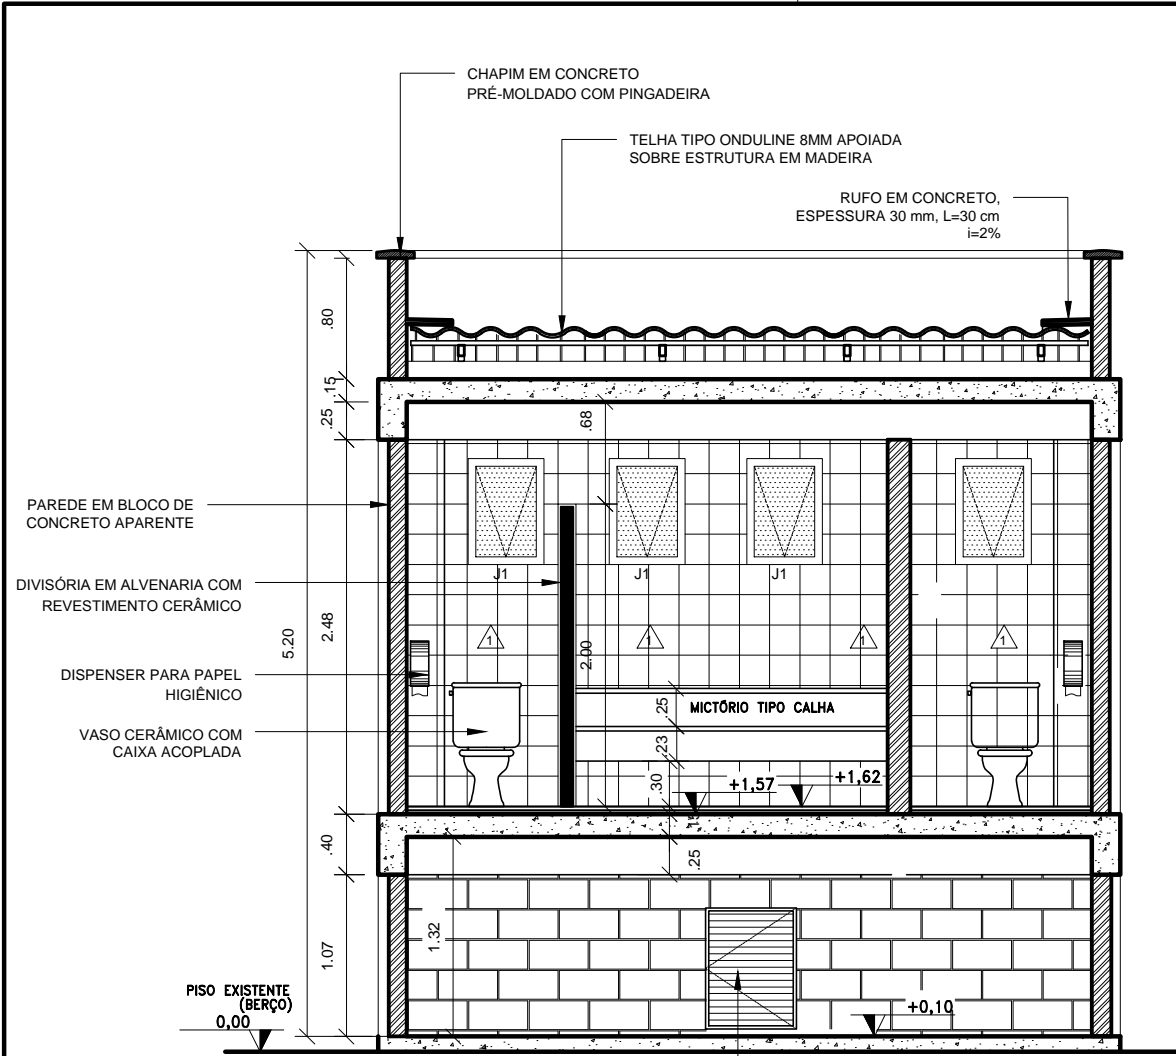 CHAPIM EM CONCRETO
PRÉ-MOLDADO COM PINGADEIRA
TELHA TIPO ONDULINE 8MM APOIADA
SOBRE ESTRUTURA EM MADEIRA
RUFO EM CONCRETO,
ESPESSURA 30 mm, L=30 cm
i=2%
.80
.15
.25
.68
PAREDE EM BLOCO DE
CONCRETO APARENTE
J1
J1
J1
DIVISÓRIA EM ALVENARIA COM
REVESTIMENTO CERÂMICO
5.20
2.48
1
1
1
1
2.00
DISPENSER PARA PAPEL
HIGIÊNICO
.25
MICTÓRIO TIPO CALHA
VASO CERÂMICO COM
CAIXA ACOPLADA
.23
.30
+1,57
+1,62
.15
.40
.25
1.32
1.07
PISO EXISTENTE
(BERÇO)
0,00
+0,10